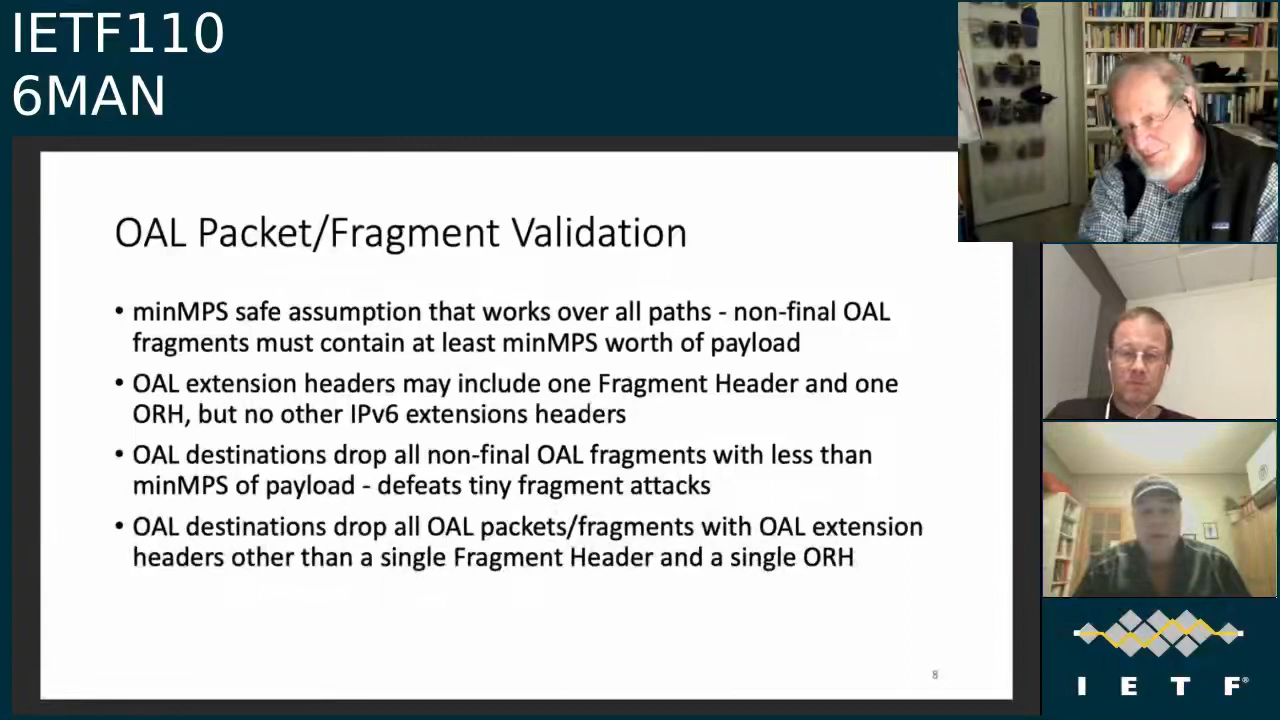 IETF110
6MAN
OAL Packet/Fragment Validation
• minMPS safe assumption that works over all paths - non-final OAL
fragments must contain at least minMPS worth of payload
• OAL extension headers may include one Fragment Header and one
ORH, but no other IPv6 extensions headers
• OAL destinations drop all non-final OAL fragments with less than
minMPS of payload - defeats tiny fragment attacks
• OAL destinations drop all OAL packets/fragments with OAL extension
headers other than a single Fragment Header and a single ORH
8
I E T F®